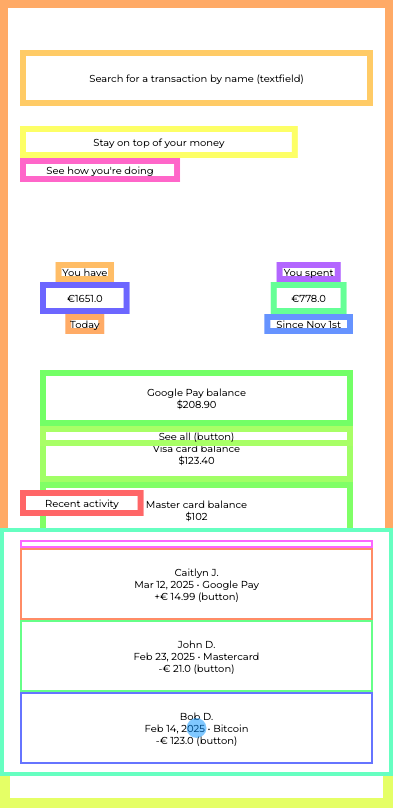 Search for a transaction by name (textfield)
Stay on top of your money
See how you're doing
You have
You spent
€1651.0
€778.0
Today
Since Nov 1st
Google Pay balance
$208.90
See all (button)
Visa card balance
$123.40
Recent activity
Master card balance
$102
Caitlyn J.
Mar 12, 2025 · Google Pay
+€ 14.99 (button)
John D.
Feb 23, 2025 · Mastercard
-€ 21.0 (button)
Bob D.
Feb 14, 2025 · Bitcoin
-€ 123.0 (button)